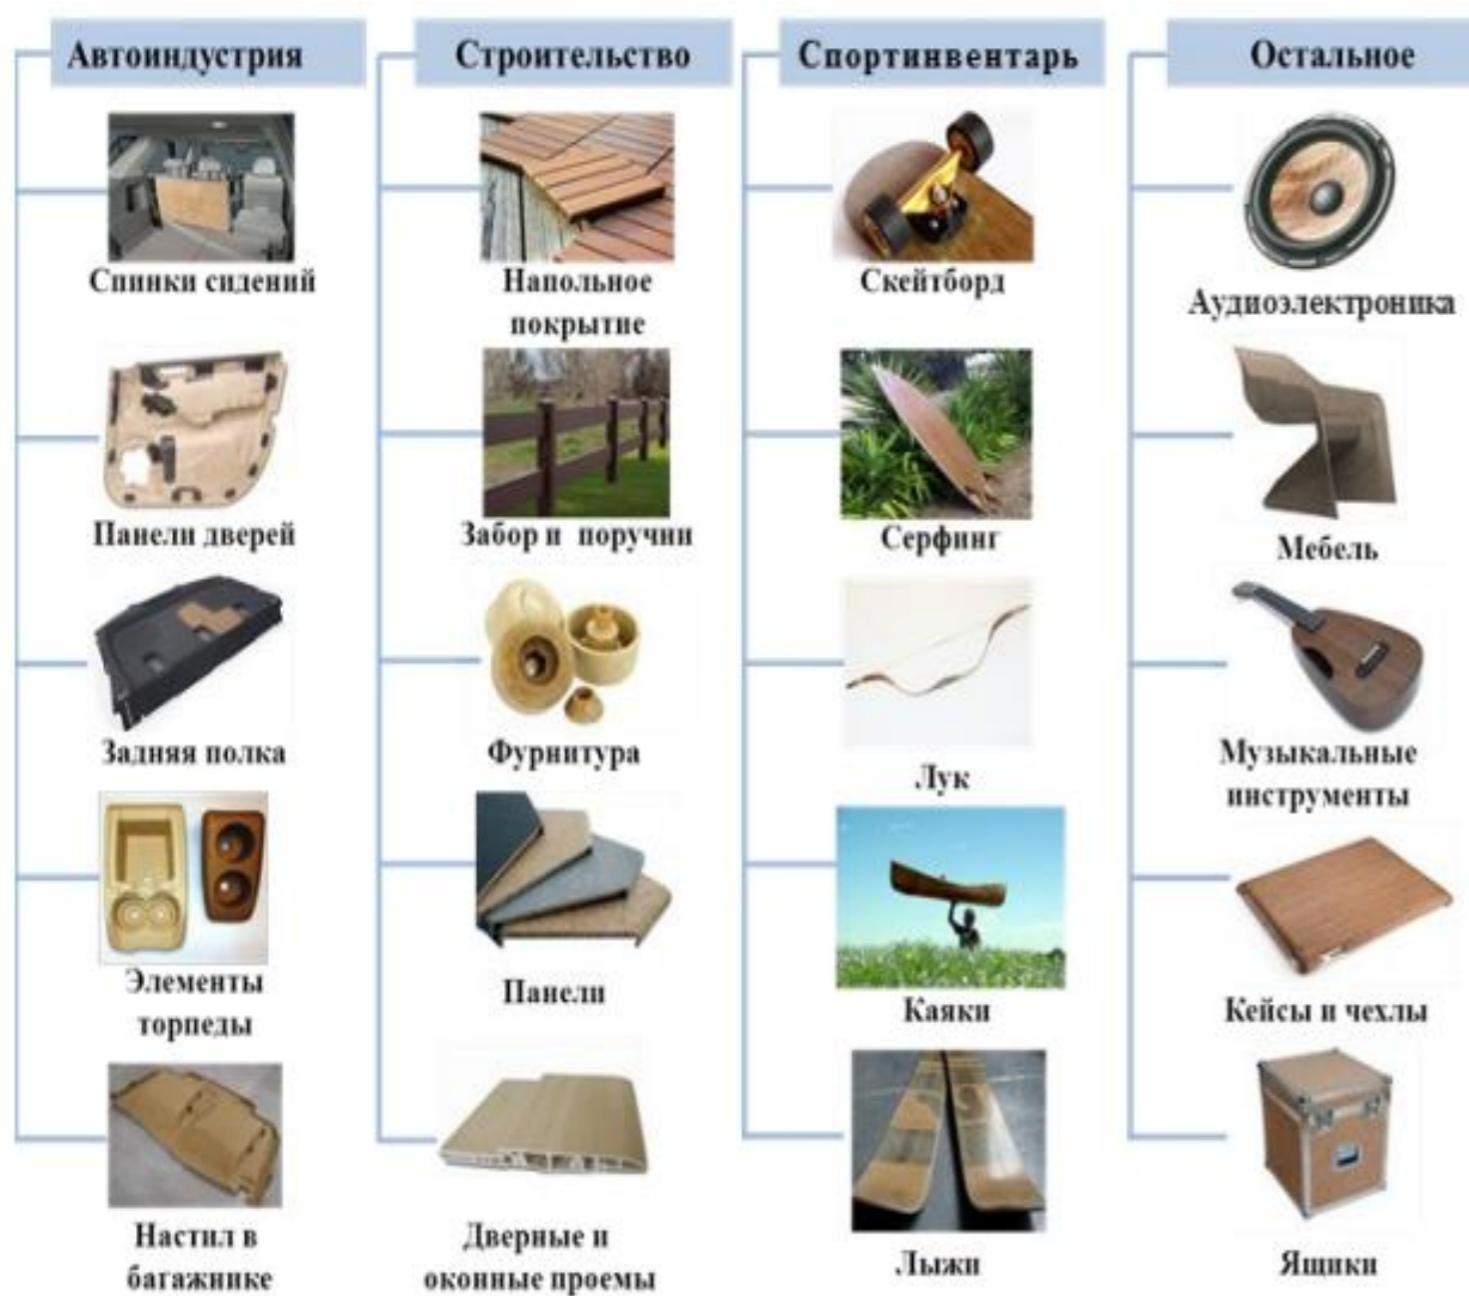 Автоиндустрия
Спинки сидений
Панели дверей
Задняя полка
Элементы
торпеды
Настил в
багажнике
Строительство
Напольное
покрытие
Забор и поручни
Фурнитура
Панели
Дверные и
оконные проемы
Спортинвентарь
Скейтборд
Серфинг
Лук
Каяки
Лыжи
Остальное
Аудиоэлектроника
Мебель
Музыкальные
инструменты
Кейсы и чехлы
Ящики